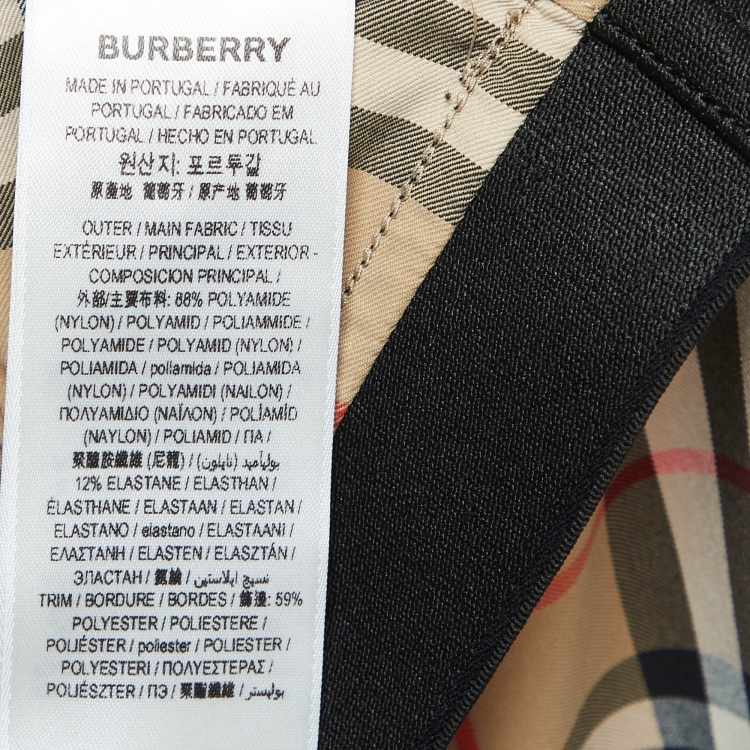 BURBERRY
MADE IN PORTUGAL / FABRIQUÉ AU
PORTUGAL / FABRICADO EM
PORTUGAL / HECHO EN PORTUGAL
원산지: 포르투갈
原產地 葡萄牙 / 原产地 葡萄牙
OUTER / MAIN FABRIC / TISSU
EXTÉRIEUR / PRINCIPAL / EXTERIOR -
COMPOSICION PRINCIPAL /
外部/主要布料: 88% POLYAMIDE
(NYLON) / POLYAMID / POLIAMMIDE /
POLYAMIDE / POLYAMID (NYLON) /
POLIAMIDA / poliamida / POLIAMIDA
(NYLON) / POLYAMIDI (NAILON) /
ΠΟΛΥΑΜΙΔΙΟ (ΝΑΪΛΟΝ) / POLİAMİD
(NAYLON) / POLIAMID / ПА /
聚醯胺纖維 (尼龍) / بولياميد (نايلون) /
12% ELASTANE / ELASTHAN /
ÉLASTHANE / ELASTAAN / ELASTAN /
ELASTANO / elastano / ELASTAANI /
ΕΛΑΣΤΑΝΗ / ELASTEN / ELASZTÁN /
ЭЛАСТАН / نسيج ايلاستين /
TRIM / BORDURE / BORDES / 飾邊: 59%
POLYESTER / POLIESTERE /
POLIÉSTER / poliester / POLIESTER /
POLYESTERI / ΠΟΛΥΕΣΤΕΡΑΣ /
POLIÉSZTER / ПЭ / 聚酯纖維 / بوليستر